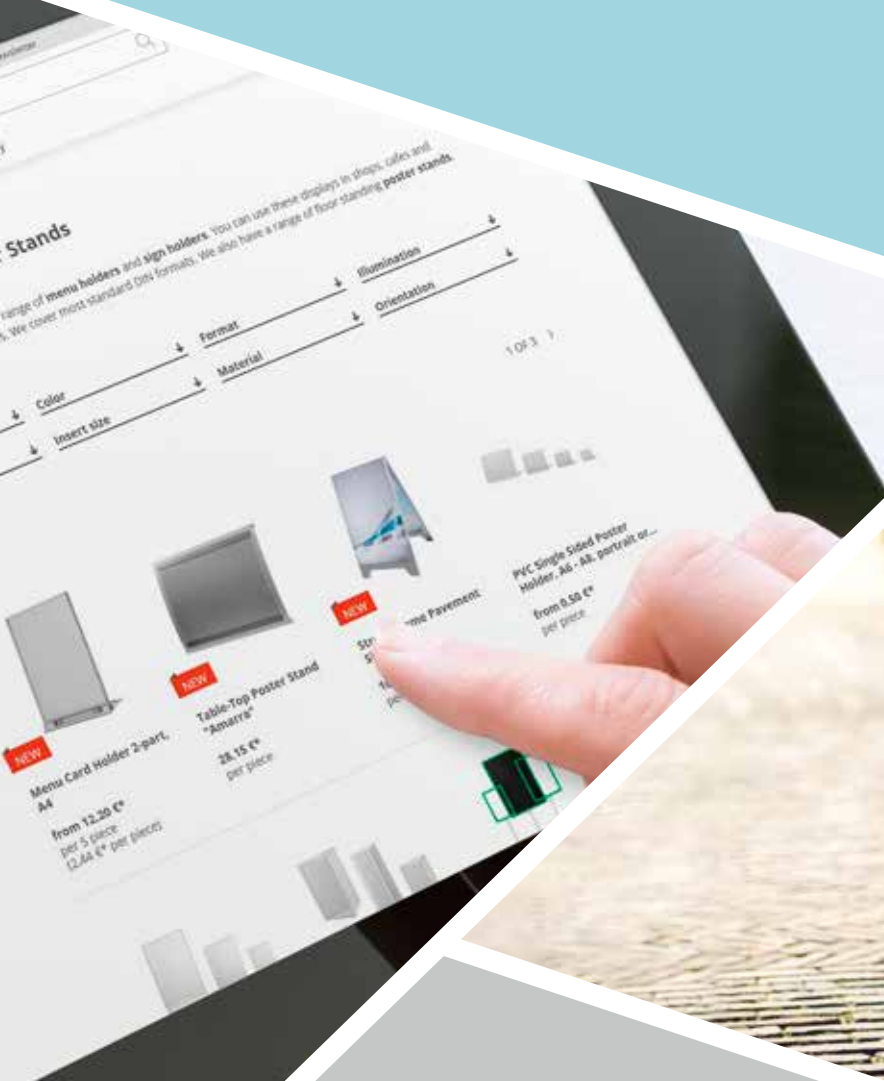 Stands
range of menu holders and sign holders. You can use these displays in shops, cafes and
We cover most standard DIN formats. We also have a range of floor standing poster stands.
Color
Format
Illumination
Insert size
Material
Orientation
1 OF 3
NEW
Menu Card Holder 2-part,
A4
from 12,20 €*
per 5 piece
(2,44 €* per piece)
NEW
Table-Top Poster Stand
"Amarra"
28,15 €*
per piece
NEW
Pavement
PVC Single Sided Poster
Holder, A6 - A8, portrait or...
from 0,50 €*
per piece